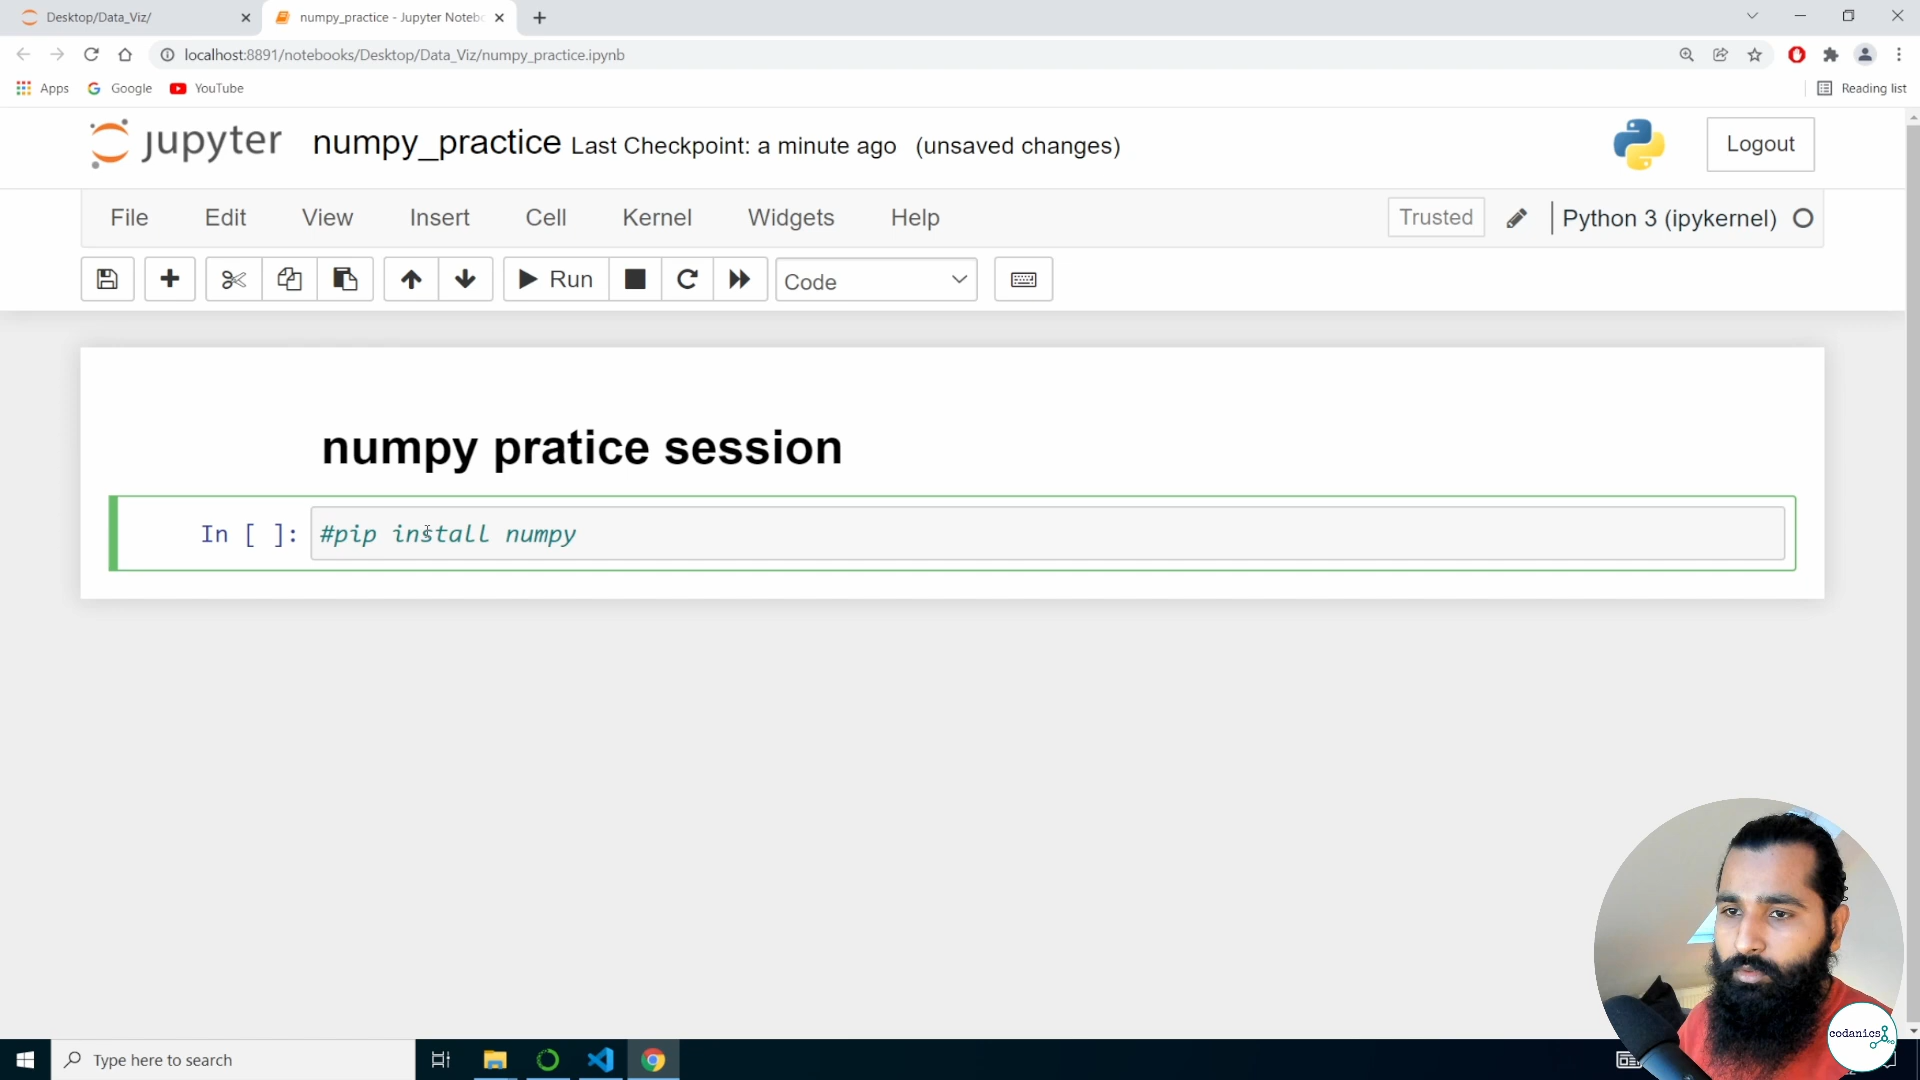 Desktop/Data_Viz/
numpy_practice - Jupyter Noteb
localhost:8891/notebooks/Desktop/Data_Viz/numpy_practice.ipynb
Apps Google YouTube Reading list
jupyter numpy_practice Last Checkpoint: a minute ago (unsaved changes) Logout
File Edit View Insert Cell Kernel Widgets Help Trusted Python 3 (ipykernel)
Run Code
numpy pratice session
In [ ]: #pip install numpy
codanics
Type here to search